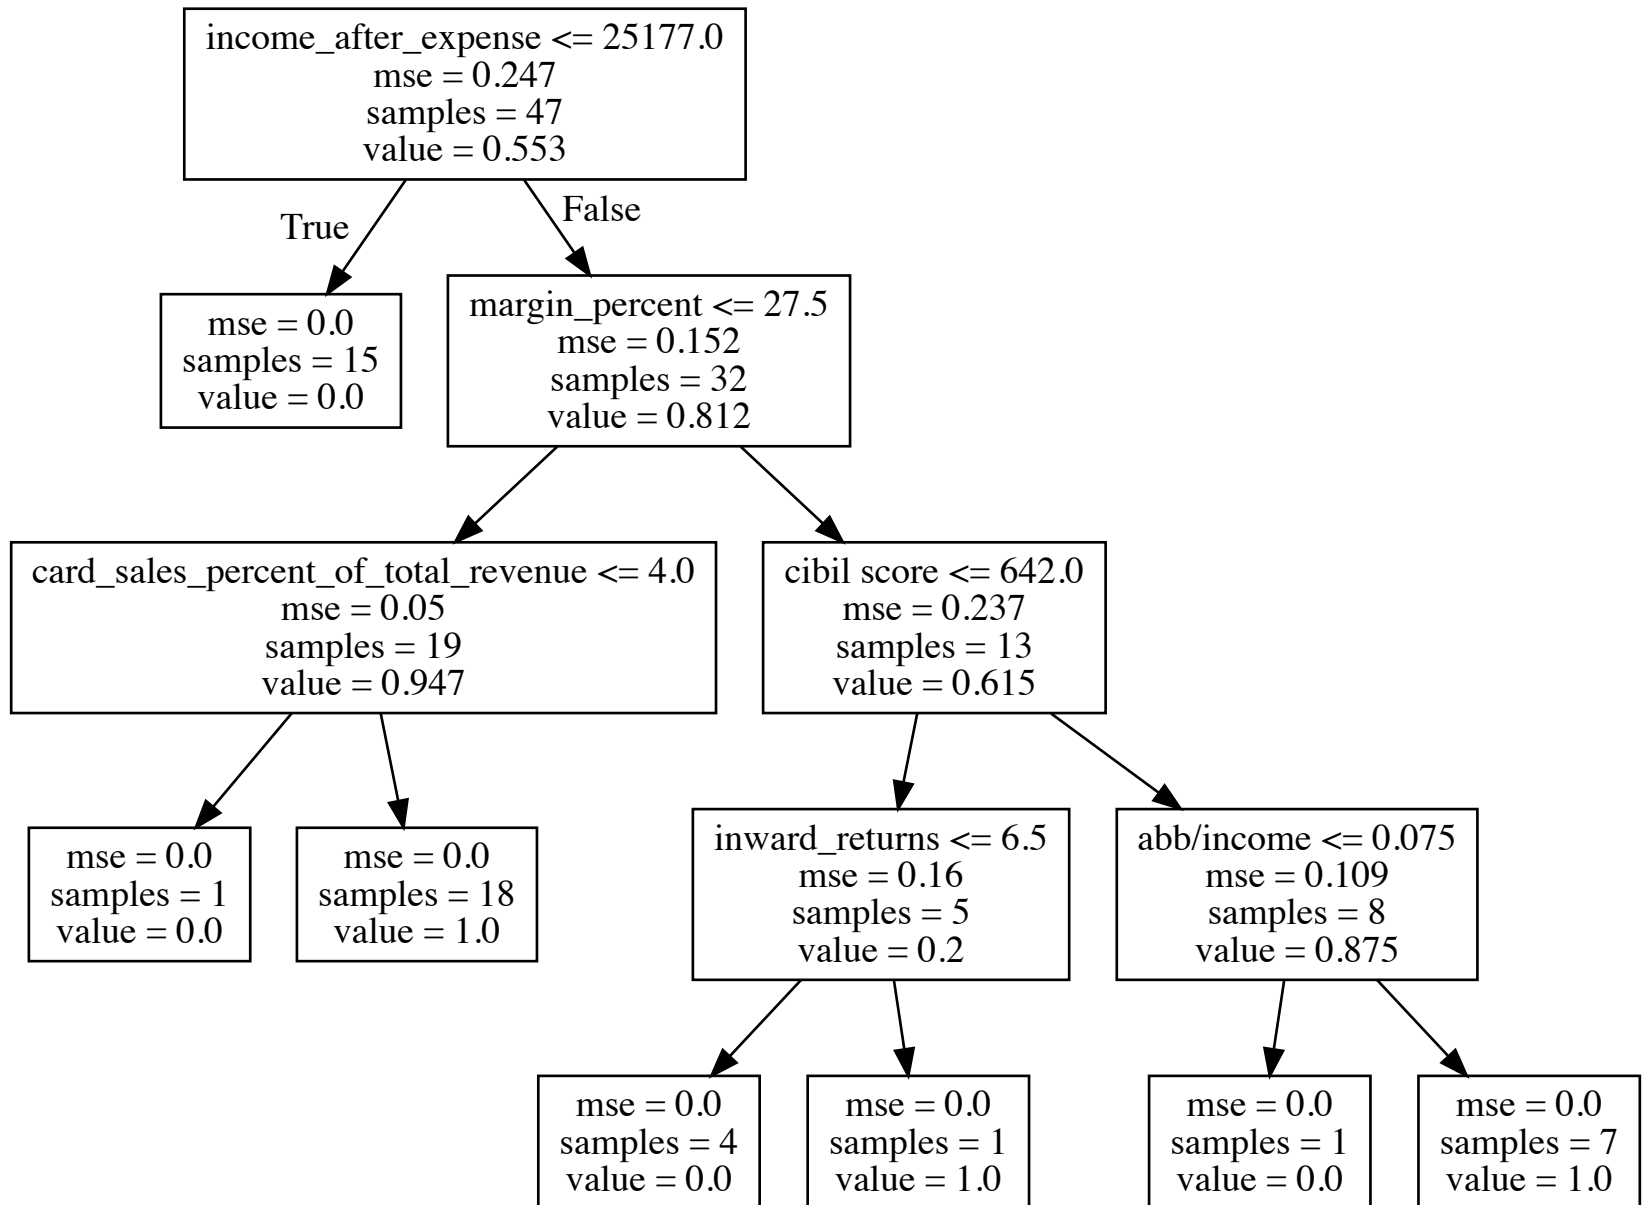 income_after_expense <= 25177.0
mse = 0.247
samples = 47
value = 0.553
True
False
mse = 0.0
samples = 15
value = 0.0
margin_percent <= 27.5
mse = 0.152
samples = 32
value = 0.812
card_sales_percent_of_total_revenue <= 4.0
mse = 0.05
samples = 19
value = 0.947
cibil score <= 642.0
mse = 0.237
samples = 13
value = 0.615
mse = 0.0
samples = 1
value = 0.0
mse = 0.0
samples = 18
value = 1.0
inward_returns <= 6.5
mse = 0.16
samples = 5
value = 0.2
abb/income <= 0.075
mse = 0.109
samples = 8
value = 0.875
mse = 0.0
samples = 4
value = 0.0
mse = 0.0
samples = 1
value = 1.0
mse = 0.0
samples = 1
value = 0.0
mse = 0.0
samples = 7
value = 1.0